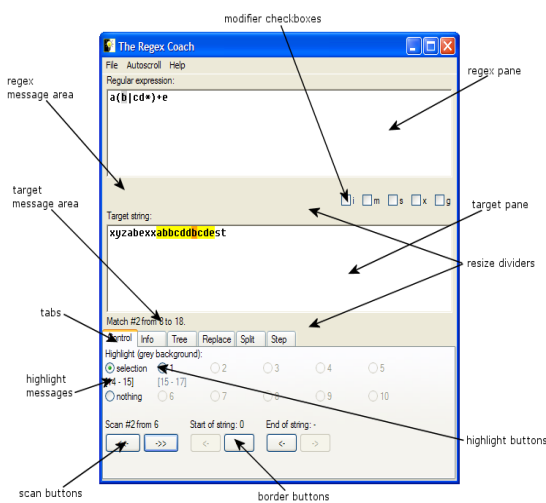 modifier checkboxes
The Regex Coach
File Autoscroll Help
Regular expression:
regex pane
regex
message area
a(b|cd*)+e
i m s x g
target
message area
target pane
Target string:
xyzabexxabbcddbcdest
resize dividers
tabs
Match #2 from 8 to 18.
Control Info Tree Replace Split Step
Highlight (grey background):
selection 1 2 3 4 5
[14 - 15] [15 - 17]
highlight
messages
nothing 6 7 8 9 10
Scan #2 from 6 Start of string: 0 End of string: -
highlight buttons
->> <- <- ->
scan buttons
border buttons